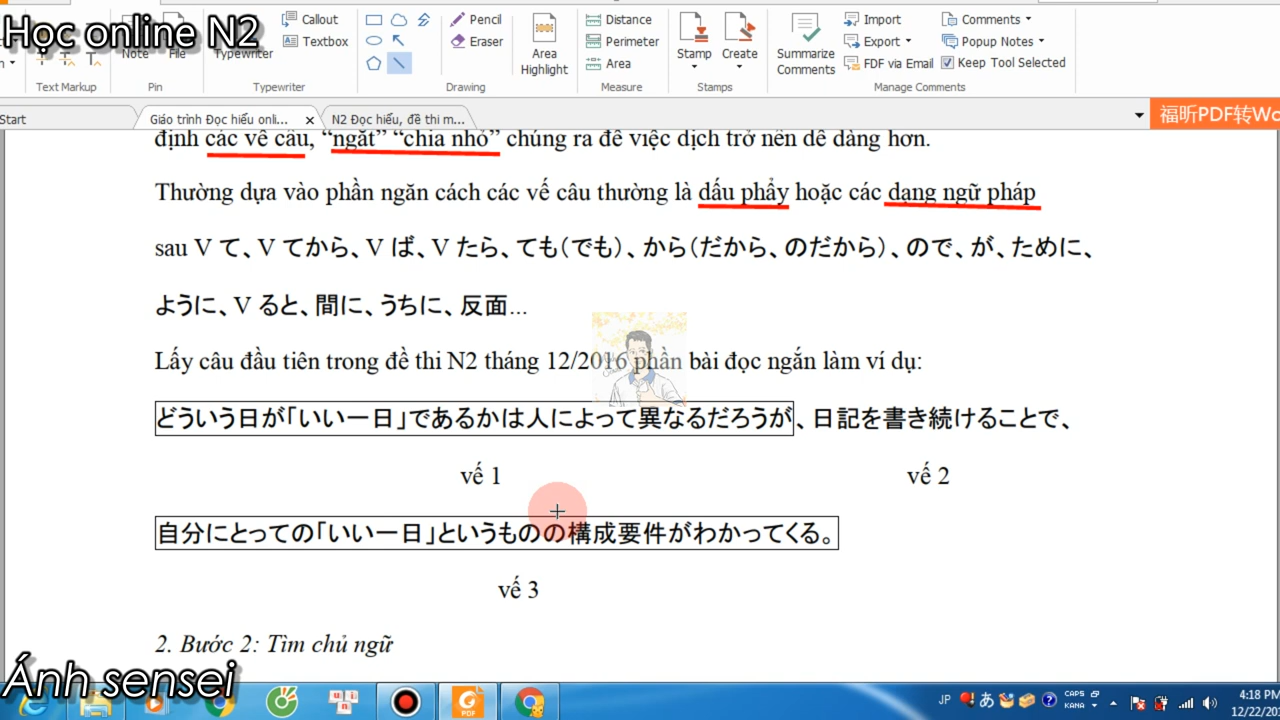 Học online N2
Callout
Textbox
Note
File
Typewriter
Pencil
Eraser
Area Highlight
Distance
Perimeter
Area
Stamp
Create
Summarize Comments
Import
Export
FDF via Email
Comments
Popup Notes
Keep Tool Selected
Text Markup
Pin
Typewriter
Drawing
Measure
Stamps
Manage Comments
Start
Giáo trình Đọc hiểu onli...
N2 Đọc hiểu, đề thi m...
福昕PDF转Wo
định các vế câu, “ngắt” “chia nhỏ” chúng ra để việc dịch trở nên dễ dàng hơn.
Thường dựa vào phần ngăn cách các vế câu thường là dấu phẩy hoặc các dạng ngữ pháp
sau V て、V てから、V ば、V たら、ても（でも）、から（だから、のだから）、ので、が、ために、
ように、V ると、間に、うちに、反面...
Lấy câu đầu tiên trong đề thi N2 tháng 12/2016 phần bài đọc ngắn làm ví dụ:
どういう日が「いい一日」であるかは人によって異なるだろうが、日記を書き続けることで、
vế 1 vế 2
自分にとっての「いい一日」というものの構成要件がわかってくる。
vế 3
2. Bước 2: Tìm chủ ngữ
Ánh sensei
JP
あ
CAPS
KANA
4:18 PM
12/22/20